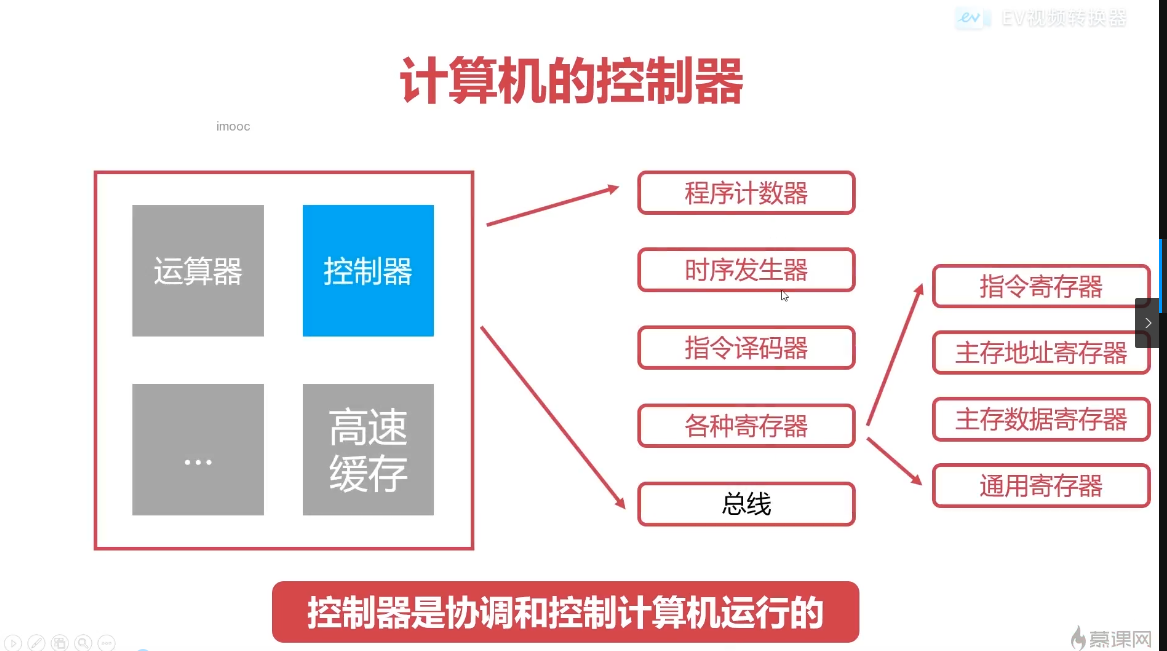 EV视频转换器
计算机的控制器
imooc
运算器
控制器
...
高速
缓存
程序计数器
时序发生器
指令译码器
各种寄存器
总线
指令寄存器
主存地址寄存器
主存数据寄存器
通用寄存器
控制器是协调和控制计算机运行的
慕课网